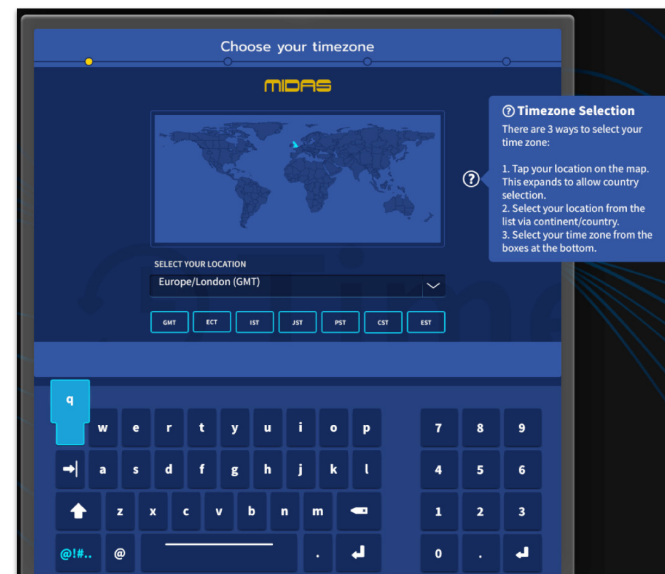 Choose your timezone
MIDAS
? Timezone Selection
There are 3 ways to select your
time zone:
1. Tap your location on the map.
This expands to allow country
selection.
2. Select your location from the
list via continent/country.
3. Select your time zone from the
boxes at the bottom.
?
SELECT YOUR LOCATION
Europe/London (GMT)
GMT ECT IST JST PST CST EST
Time
q
w e r t y u i o p 7 8 9
a s d f g h j k l 4 5 6
z x c v b n m 1 2 3
@!#.. @ . 0 .